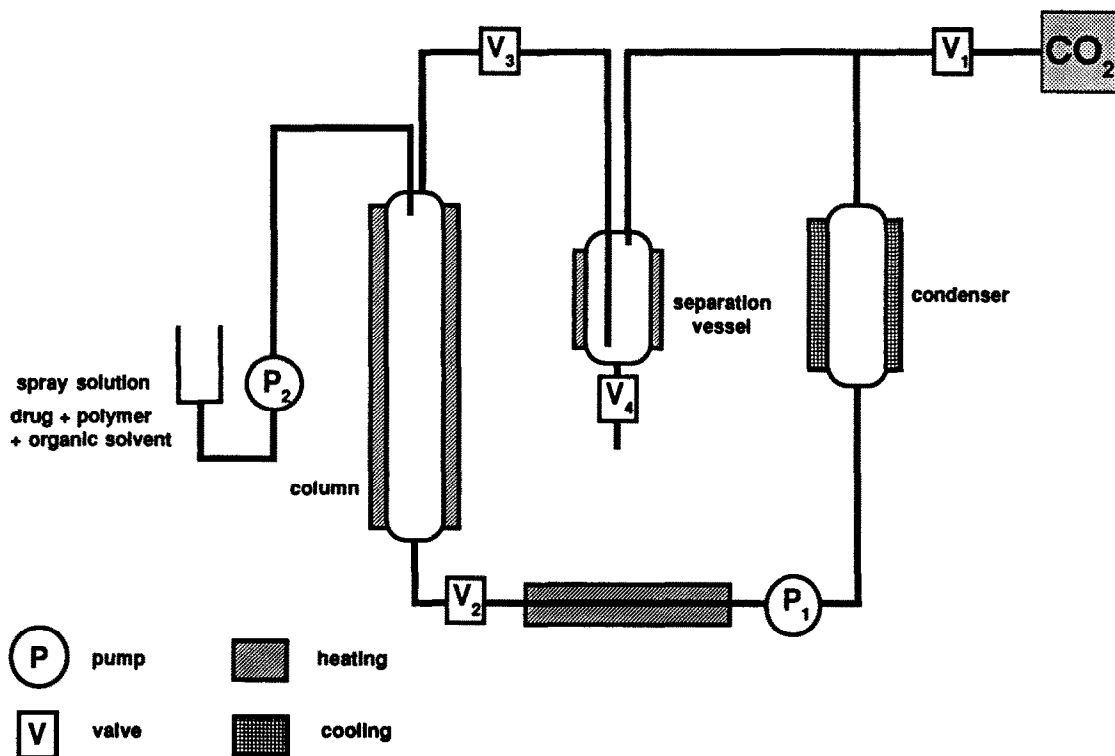 V3
V1
CO2
P2
spray solution
drug + polymer
+ organic solvent
separation
vessel
V4
condenser
column
V2
P1
P
pump
heating
V
valve
cooling